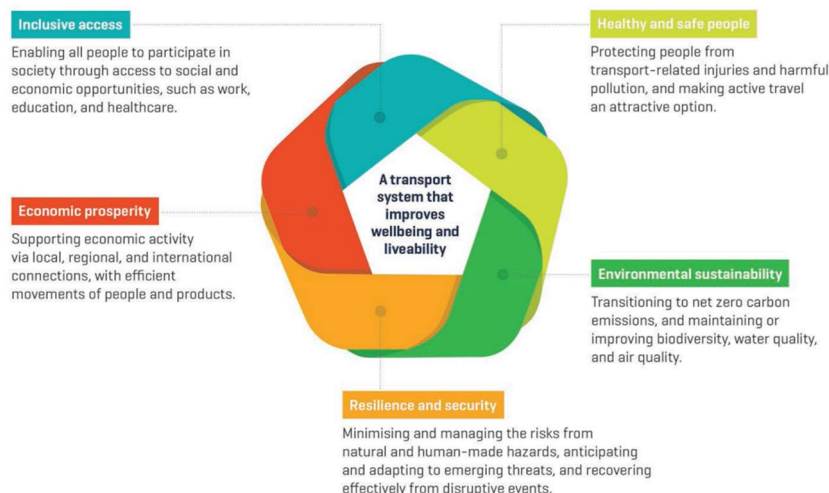 Inclusive access
Enabling all people to participate in
society through access to social and
economic opportunities, such as work,
education, and healthcare.
Healthy and safe people
Protecting people from
transport-related injuries and harmful
pollution, and making active travel
an attractive option.
A transport
system that
improves
wellbeing and
liveability
Economic prosperity
Supporting economic activity
via local, regional, and international
connections, with efficient
movements of people and products.
Environmental sustainability
Transitioning to net zero carbon
emissions, and maintaining or
improving biodiversity, water quality,
and air quality.
Resilience and security
Minimising and managing the risks from
natural and human-made hazards, anticipating
and adapting to emerging threats, and recovering
effectively from disruptive events.